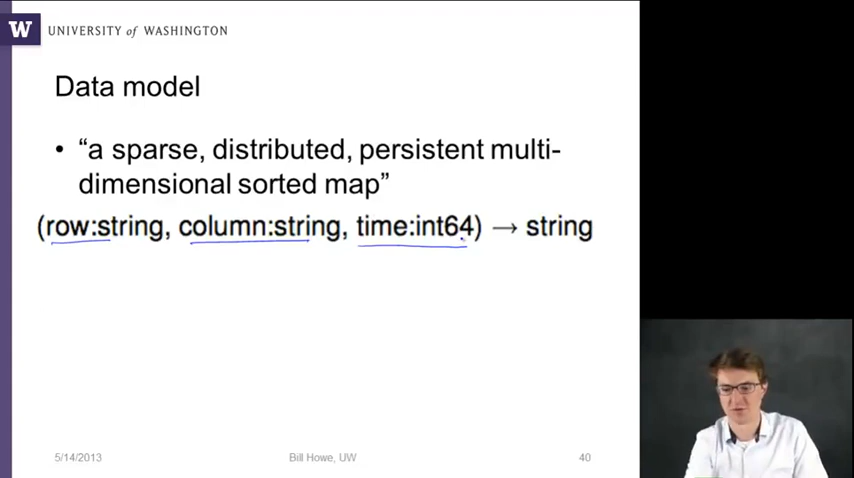 W UNIVERSITY of WASHINGTON
Data model
• “a sparse, distributed, persistent multi-
dimensional sorted map”
(row:string, column:string, time:int64) → string
5/14/2013 Bill Howe, UW 40